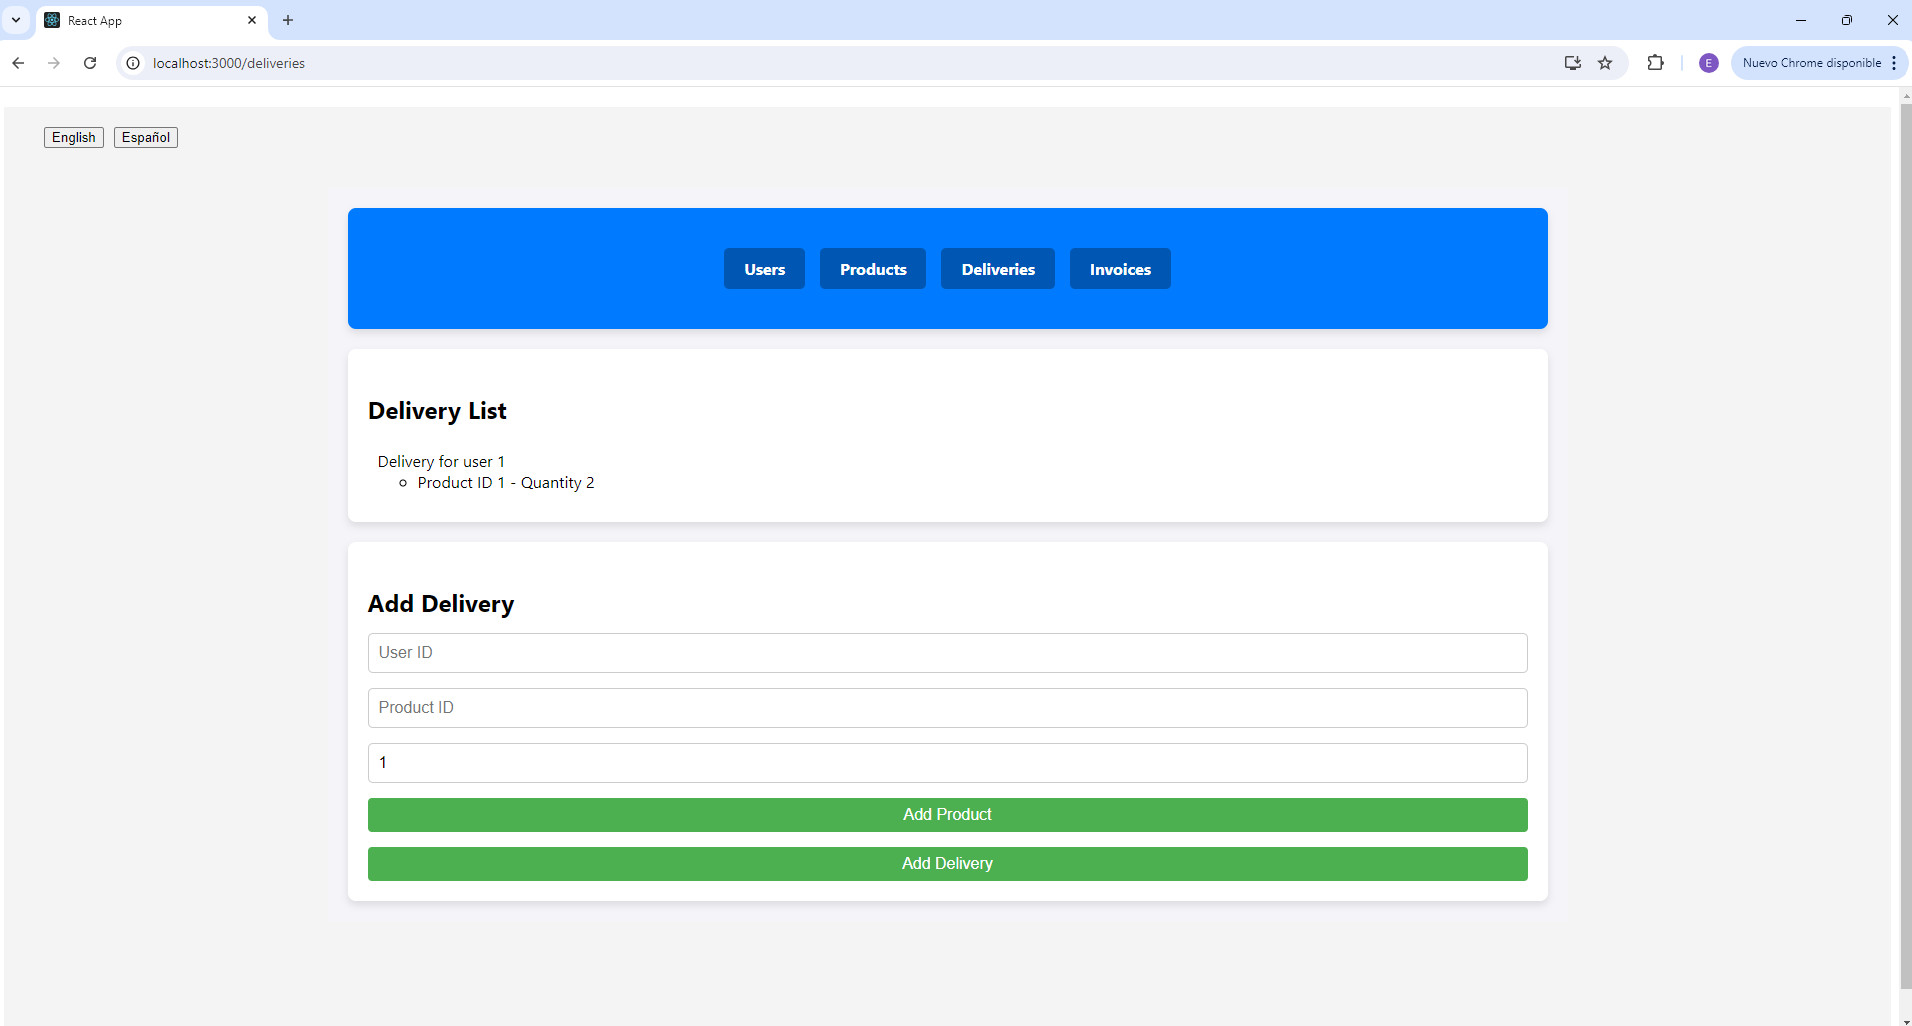 React App
localhost:3000/deliveries
E
Nuevo Chrome disponible
English Español
Users Products Deliveries Invoices
Delivery List
Delivery for user 1
Product ID 1 - Quantity 2
Add Delivery
User ID
Product ID
1
Add Product
Add Delivery